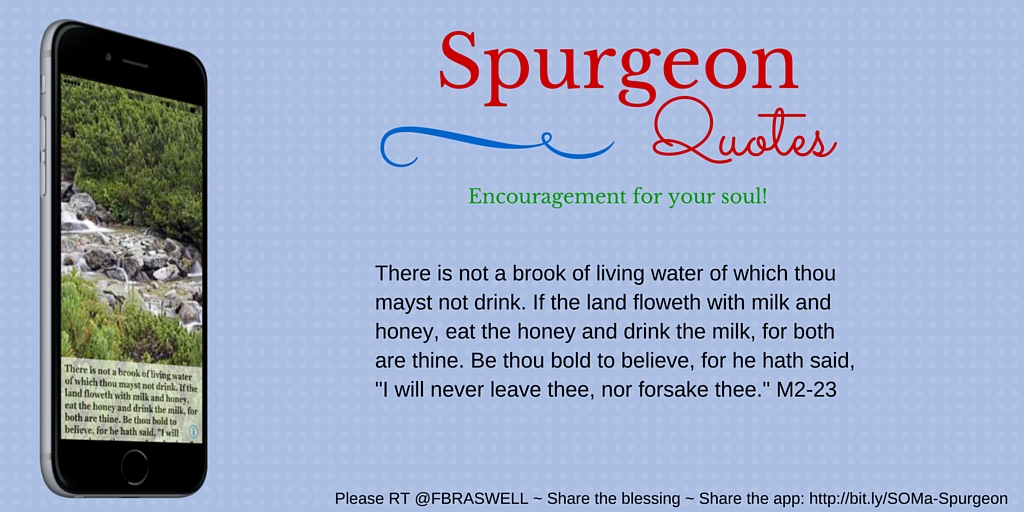 Spurgeon
Quotes
Encouragement for your soul!
There is not a brook of living water of which thou
mayst not drink. If the land floweth with milk and
honey, eat the honey and drink the milk, for both
are thine. Be thou bold to believe, for he hath said,
"I will never leave thee, nor forsake thee." M2-23
There is not a brook of living water
of which thou mayst not drink. If the
land floweth with milk and honey,
eat the honey and drink the milk, for
both are thine. Be thou bold to
believe, for he hath said, "I will
Please RT @FBRASWELL ~ Share the blessing ~ Share the app: http://bit.ly/SOMa-Spurgeon